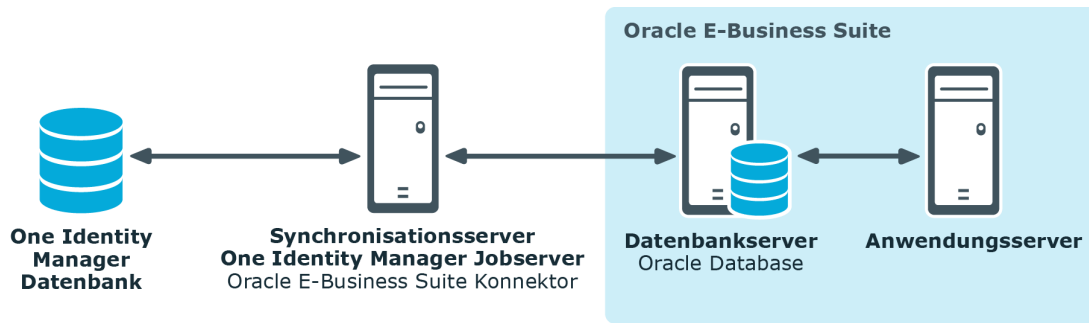 Oracle E-Business Suite
One Identity
Manager
Datenbank
Synchronisationsserver
One Identity Manager Jobserver
Oracle E-Business Suite Konnektor
Datenbankserver
Oracle Database
Anwendungsserver